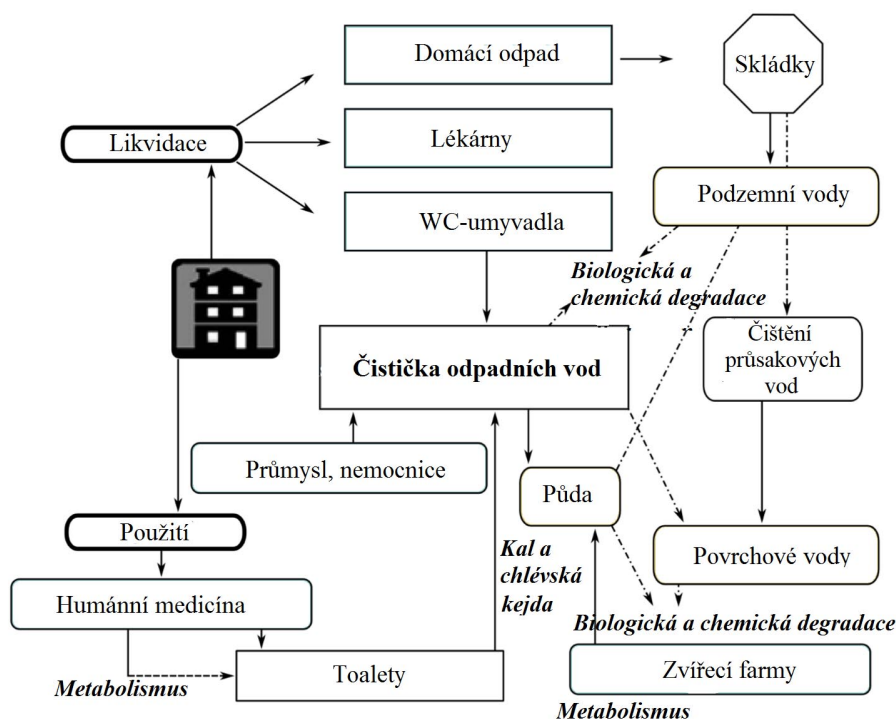 Domácí odpad
Skládky
Likvidace
Lékárny
Podzemní vody
WC-umyvadla
Biologická a
chemická degradace
Čištění
průsakových
vod
Čistička odpadních vod
Průmysl, nemocnice
Půda
Použití
Kal a
chlévská
kejda
Povrchové vody
Humánní medicína
Biologická a chemická degradace
Toalety
Zvířecí farmy
Metabolismus
Metabolismus